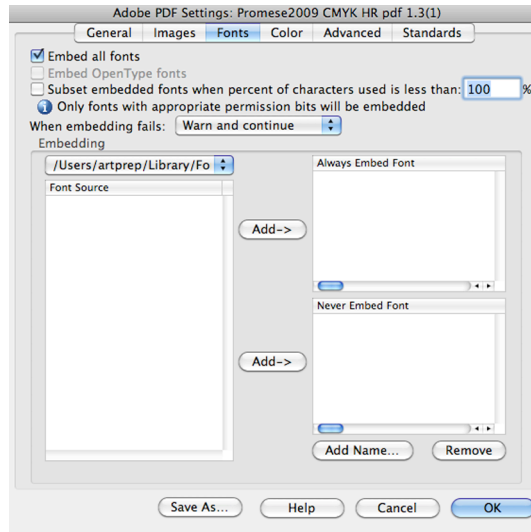 Adobe PDF Settings: Promese2009 CMYK HR pdf 1.3(1)
General Images Fonts Color Advanced Standards
Embed all fonts
Embed OpenType fonts
Subset embedded fonts when percent of characters used is less than: 100 %
Only fonts with appropriate permission bits will be embedded
When embedding fails: Warn and continue
Embedding
/Users/artprep/Library/Fo
Font Source
Always Embed Font
Add->
Never Embed Font
Add->
Add Name... Remove
Save As... Help Cancel OK